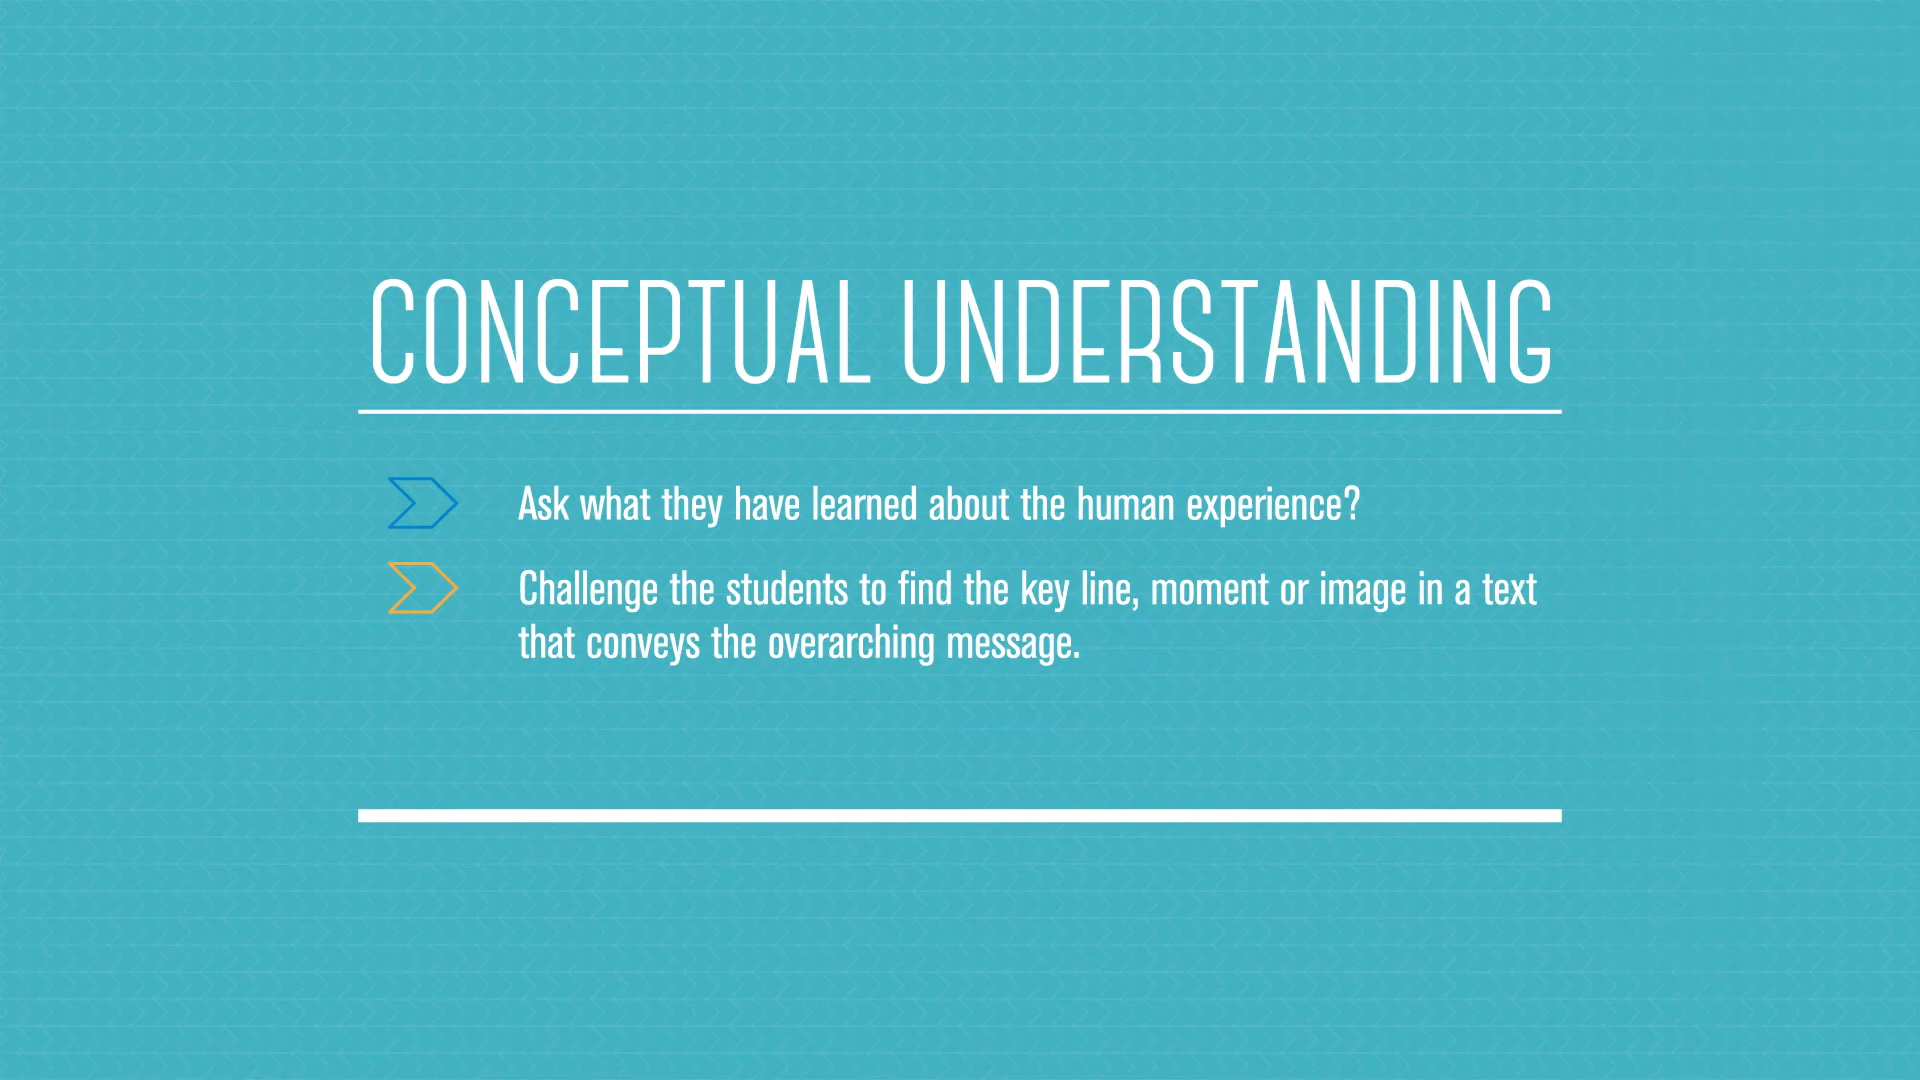 CONCEPTUAL UNDERSTANDING
Ask what they have learned about the human experience?
Challenge the students to find the key line, moment or image in a text
that conveys the overarching message.